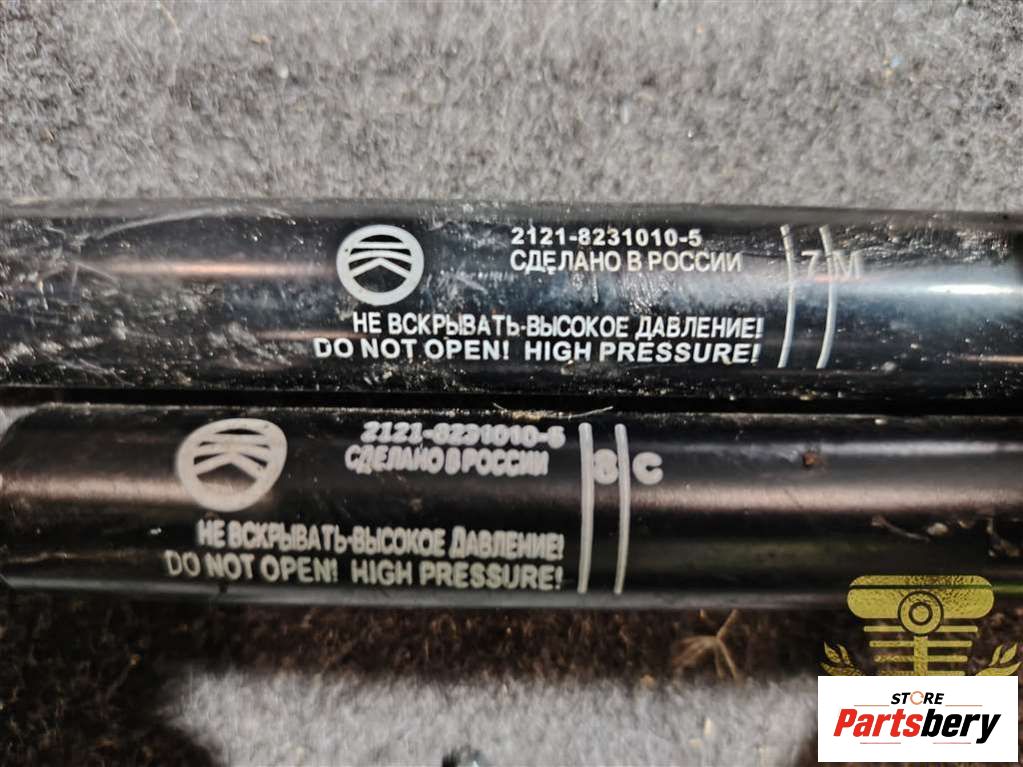 2121-8231010-5
СДЕЛАНО В РОССИИ
7 М
НЕ ВСКРЫВАТЬ-ВЫСОКОЕ ДАВЛЕНИЕ!
DO NOT OPEN! HIGH PRESSURE!
2121-8231010-5
СДЕЛАНО В РОССИИ
8 С
НЕ ВСКРЫВАТЬ-ВЫСОКОЕ ДАВЛЕНИЕ!
DO NOT OPEN! HIGH PRESSURE!
STORE
Partsbery